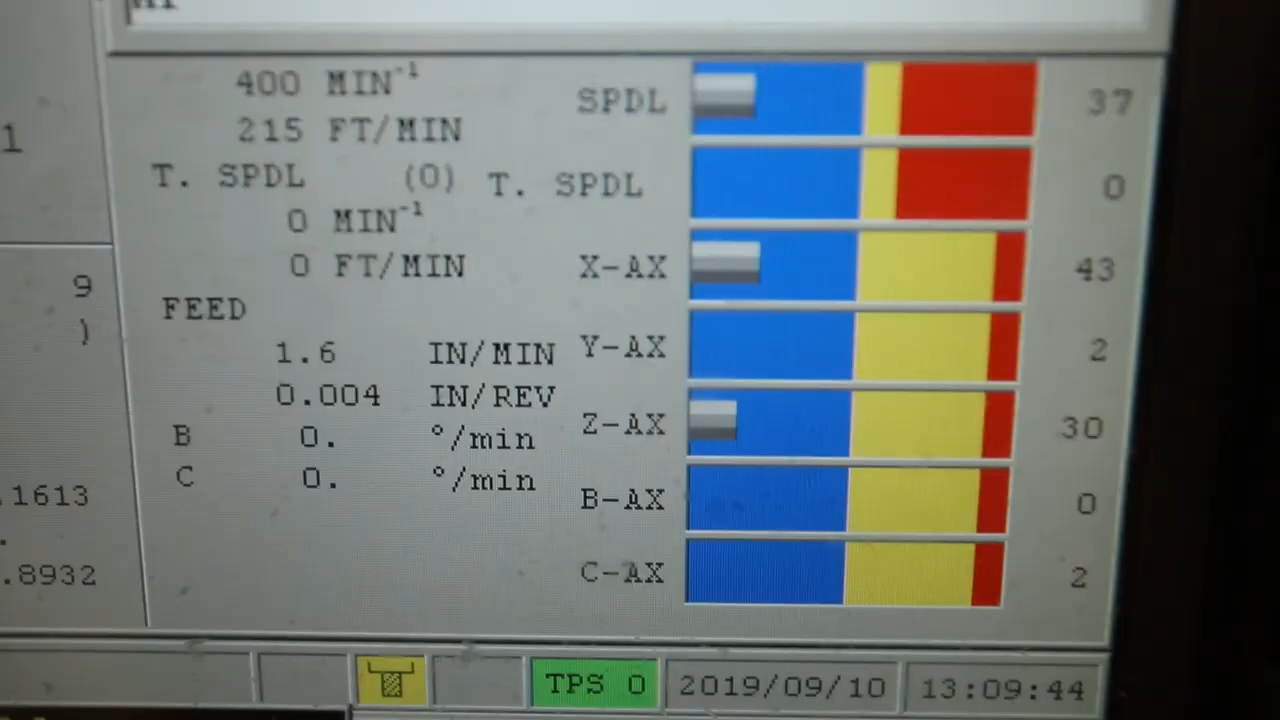 400 MIN-1
SPDL 37
1
215 FT/MIN
T. SPDL (0) T. SPDL 0
0 MIN-1
0 FT/MIN
X-AX 43
9
FEED
)
1.6 IN/MIN
Y-AX 2
0.004 IN/REV
B 0. °/min
Z-AX 30
C 0. °/min
.1613
B-AX 0
.
.8932
C-AX 2
TPS 0 2019/09/10 13:09:44